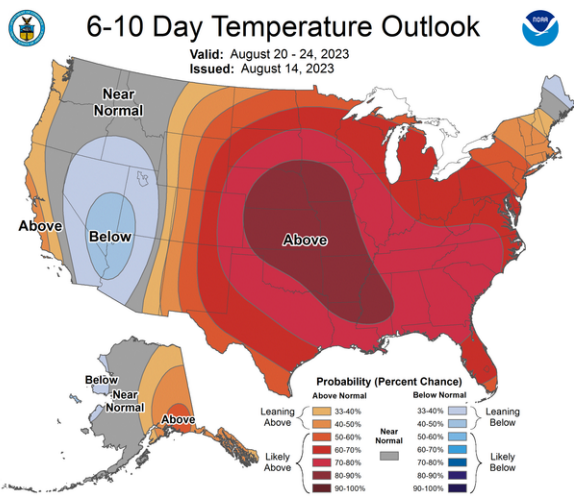 6-10 Day Temperature Outlook
Valid: August 20 - 24, 2023
Issued: August 14, 2023
NOAA
Near
Normal
Above
Below
Above
Below
Near
Normal
Above
Probability (Percent Chance)
Above Normal
Below Normal
Leaning
Above
33-40%
40-50%
Likely
Above
50-60%
60-70%
70-80%
80-90%
90-100%
Near
Normal
33-40%
40-50%
Leaning
Below
50-60%
60-70%
70-80%
80-90%
90-100%
Likely
Below